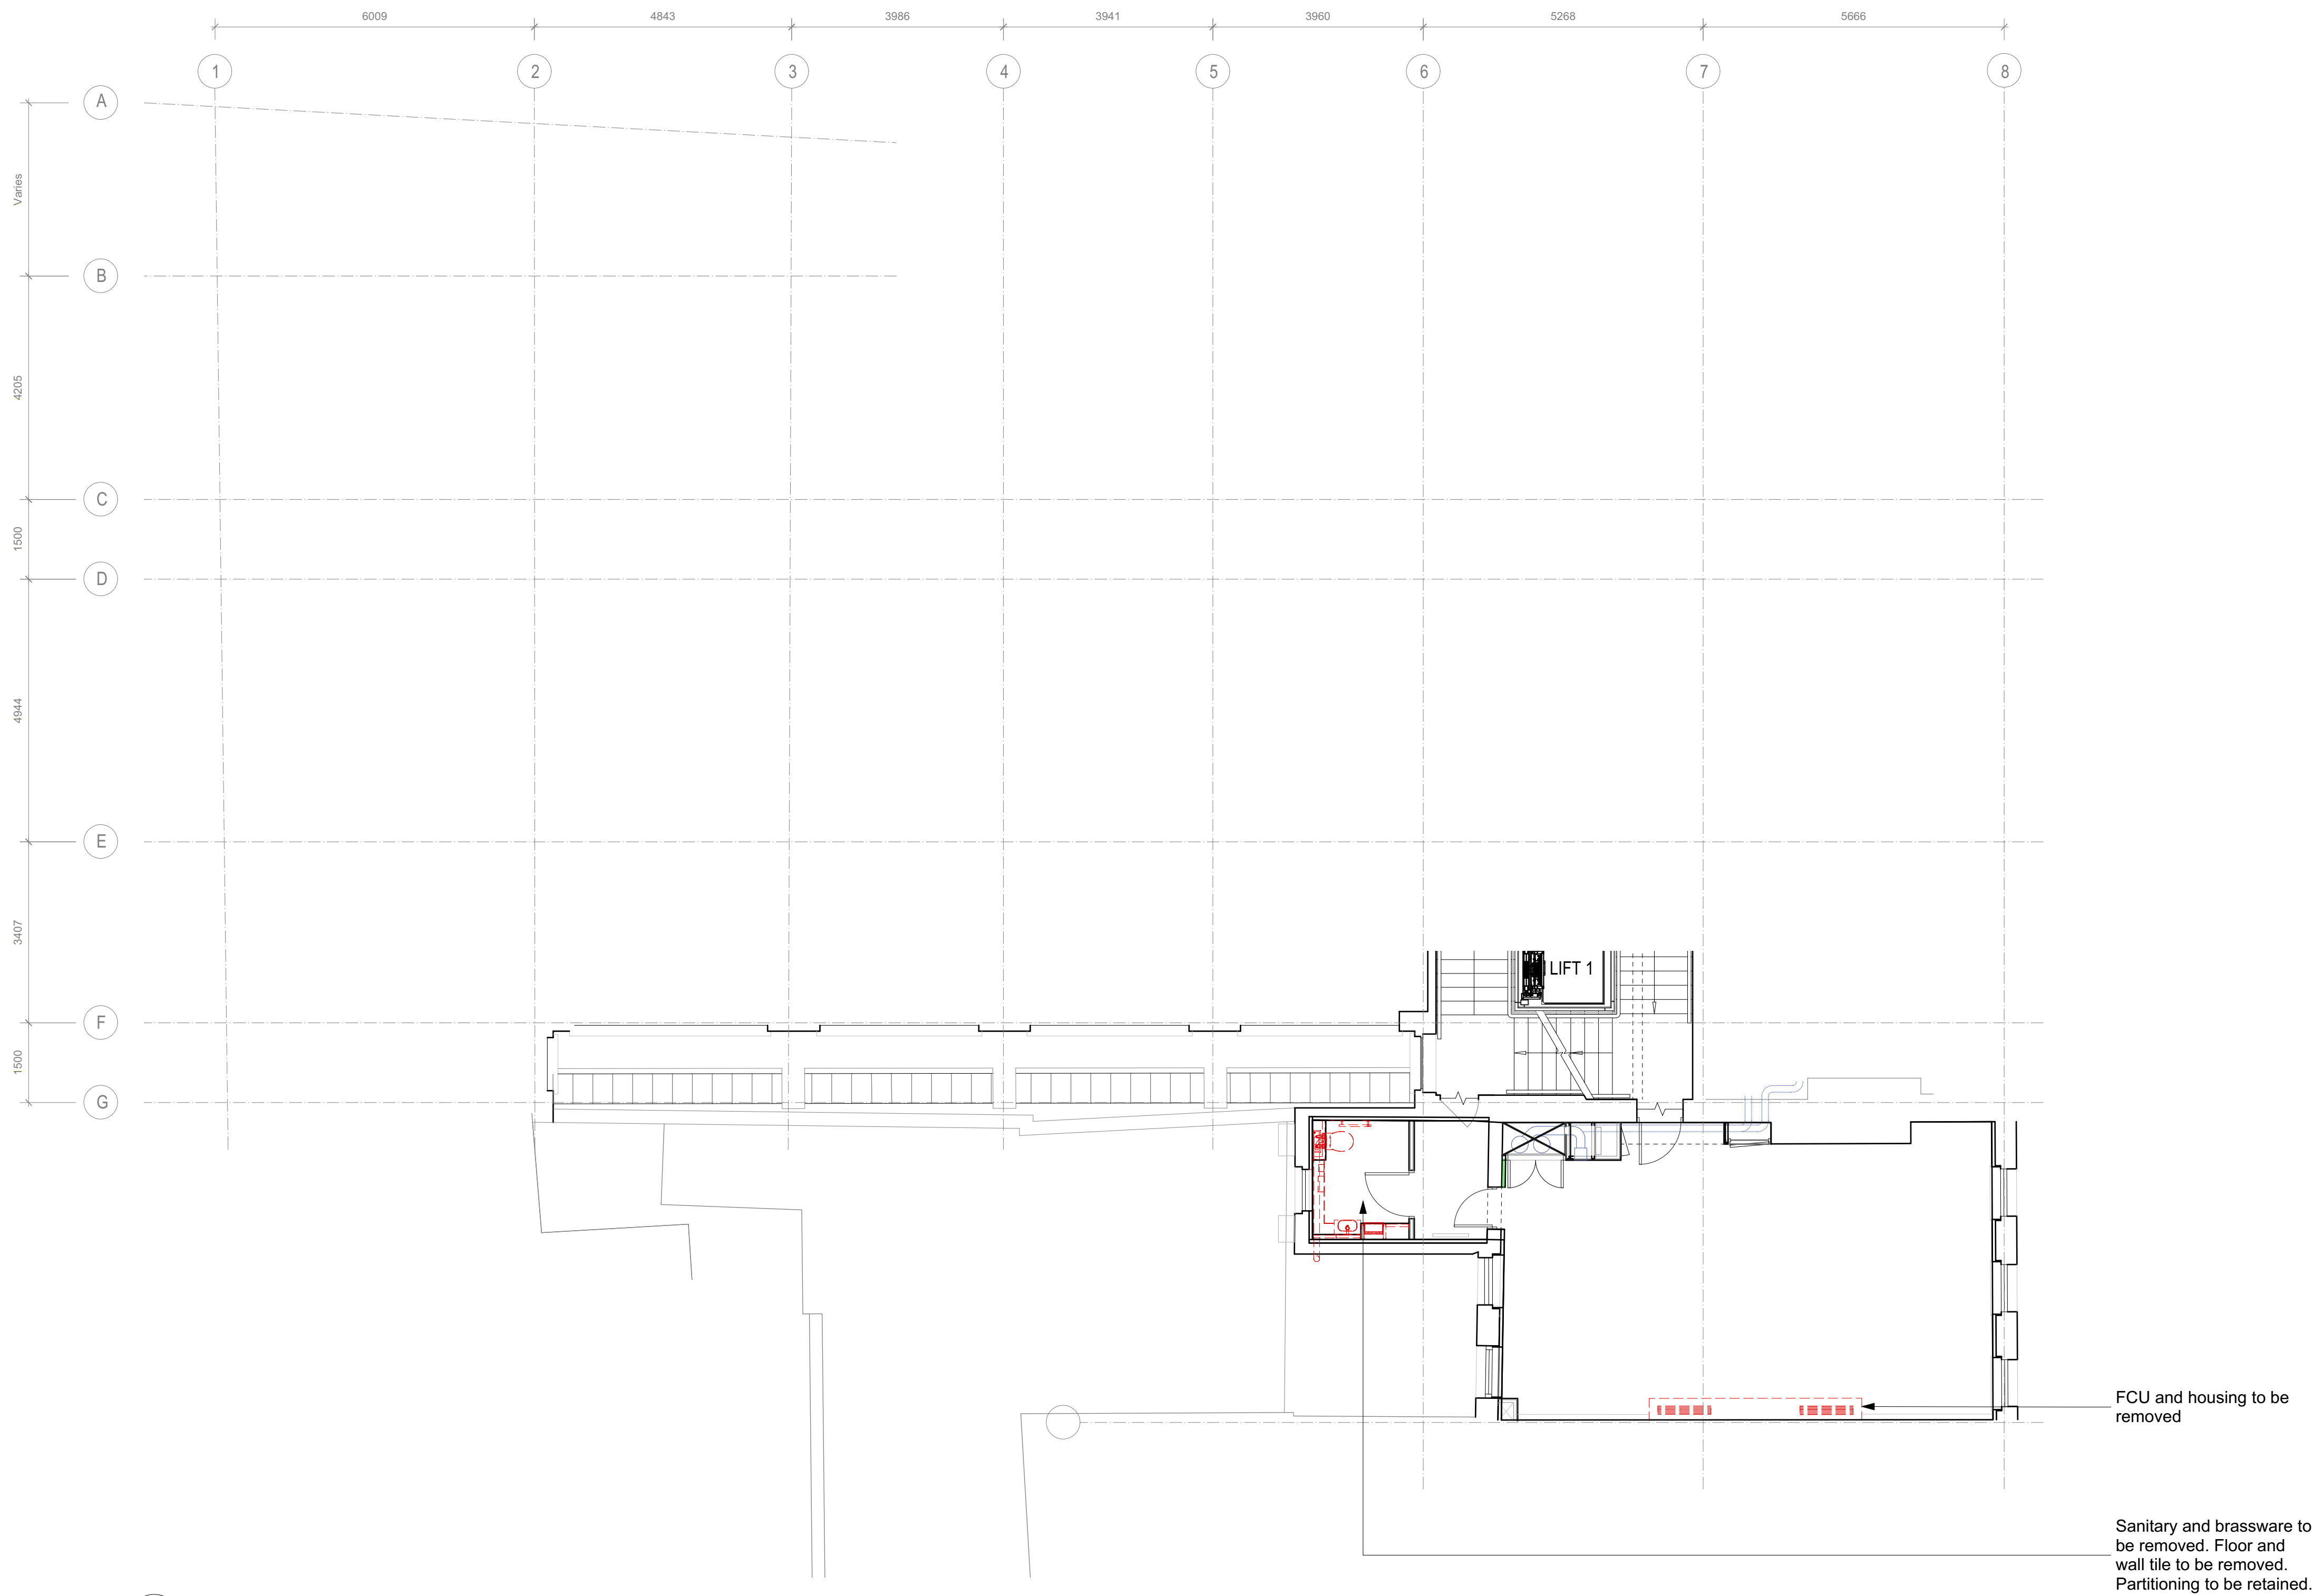 6009
4843
3986
3941
3960
5268
5666
1
2
3
4
5
6
7
8
A
Varies
B
4205
C
1500
D
4944
E
3407
F
1500
G
LIFT 1
FCU and housing to be
removed
Sanitary and brassware to
be removed. Floor and
wall tile to be removed.
Partitioning to be retained.